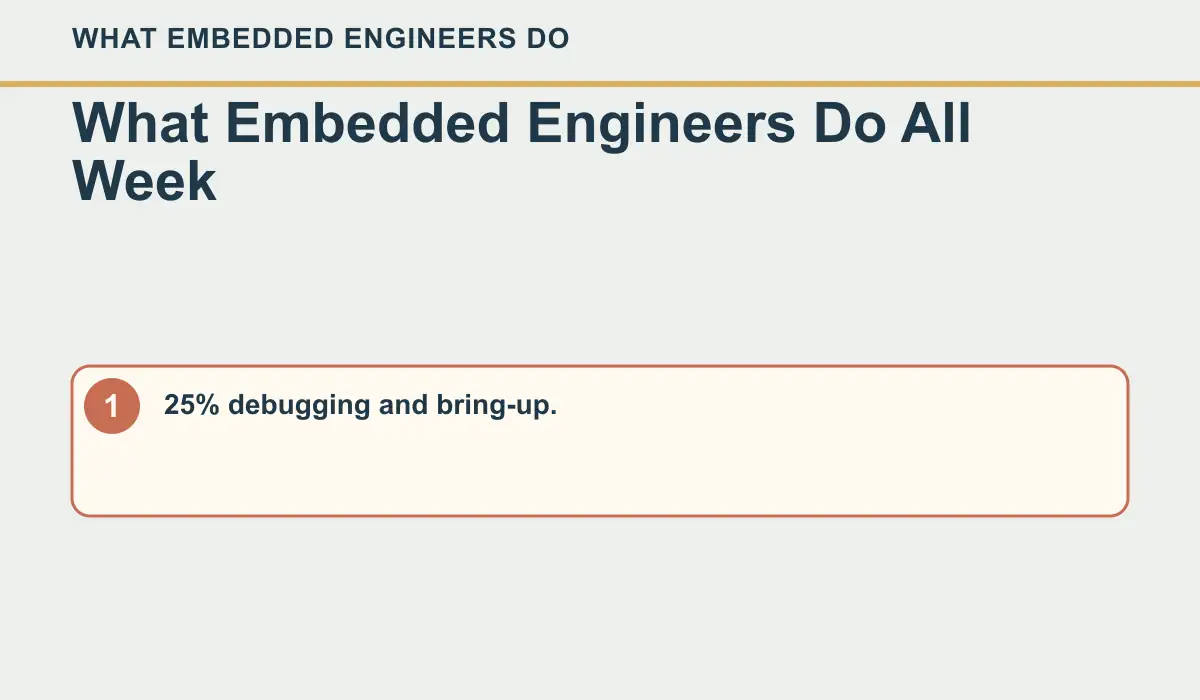 WHAT EMBEDDED ENGINEERS DO
What Embedded Engineers Do All
Week
1
25% debugging and bring-up.